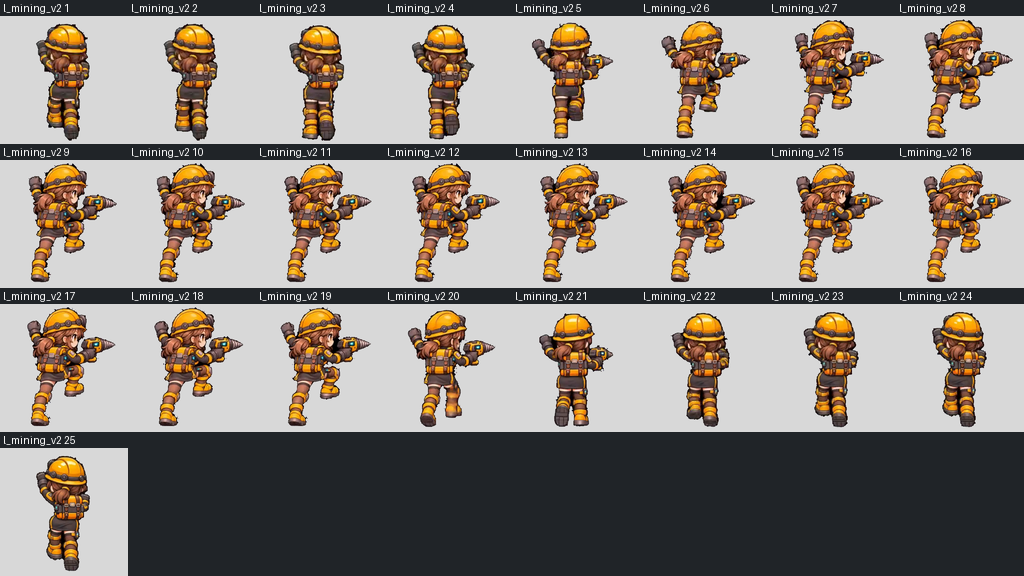 l_mining_v2 1
l_mining_v2 2
l_mining_v2 3
l_mining_v2 4
l_mining_v2 5
l_mining_v2 6
l_mining_v2 7
l_mining_v2 8
l_mining_v2 9
l_mining_v2 10
l_mining_v2 11
l_mining_v2 12
l_mining_v2 13
l_mining_v2 14
l_mining_v2 15
l_mining_v2 16
l_mining_v2 17
l_mining_v2 18
l_mining_v2 19
l_mining_v2 20
l_mining_v2 21
l_mining_v2 22
l_mining_v2 23
l_mining_v2 24
l_mining_v2 25